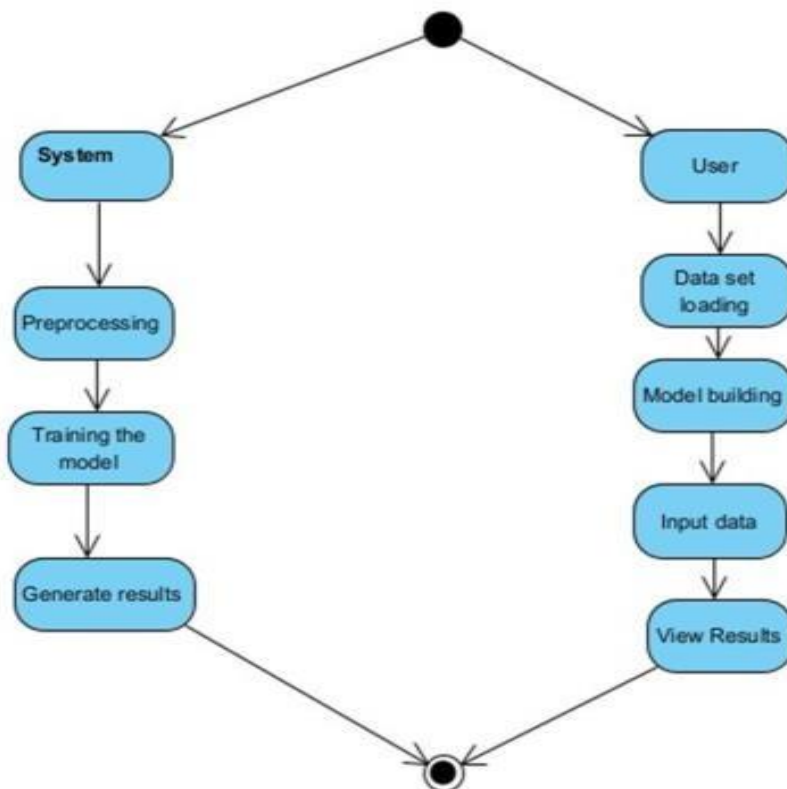 System
User
Data set
loading
Preprocessing
Model building
Training the
model
Input data
Generate results
View Results